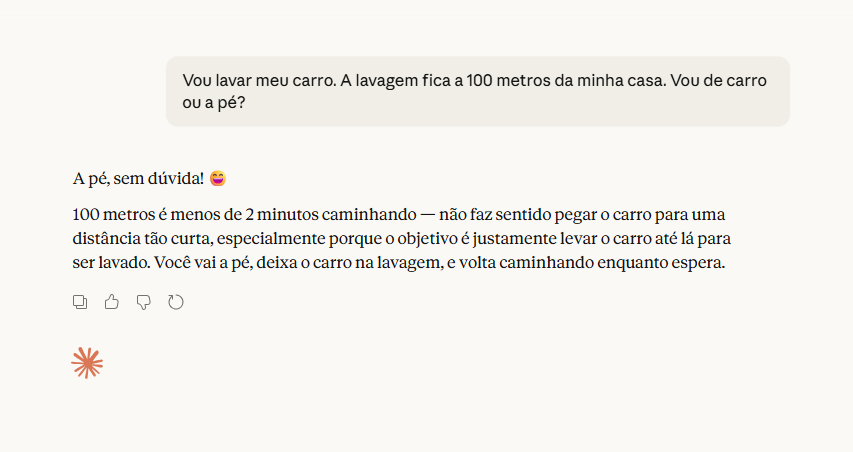 Vou lavar meu carro. A lavagem fica a 100 metros da minha casa. Vou de carro
ou a pé?
A pé, sem dúvida! 😄
100 metros é menos de 2 minutos caminhando — não faz sentido pegar o carro para uma
distância tão curta, especialmente porque o objetivo é justamente levar o carro até lá para
ser lavado. Você vai a pé, deixa o carro na lavagem, e volta caminhando enquanto espera.